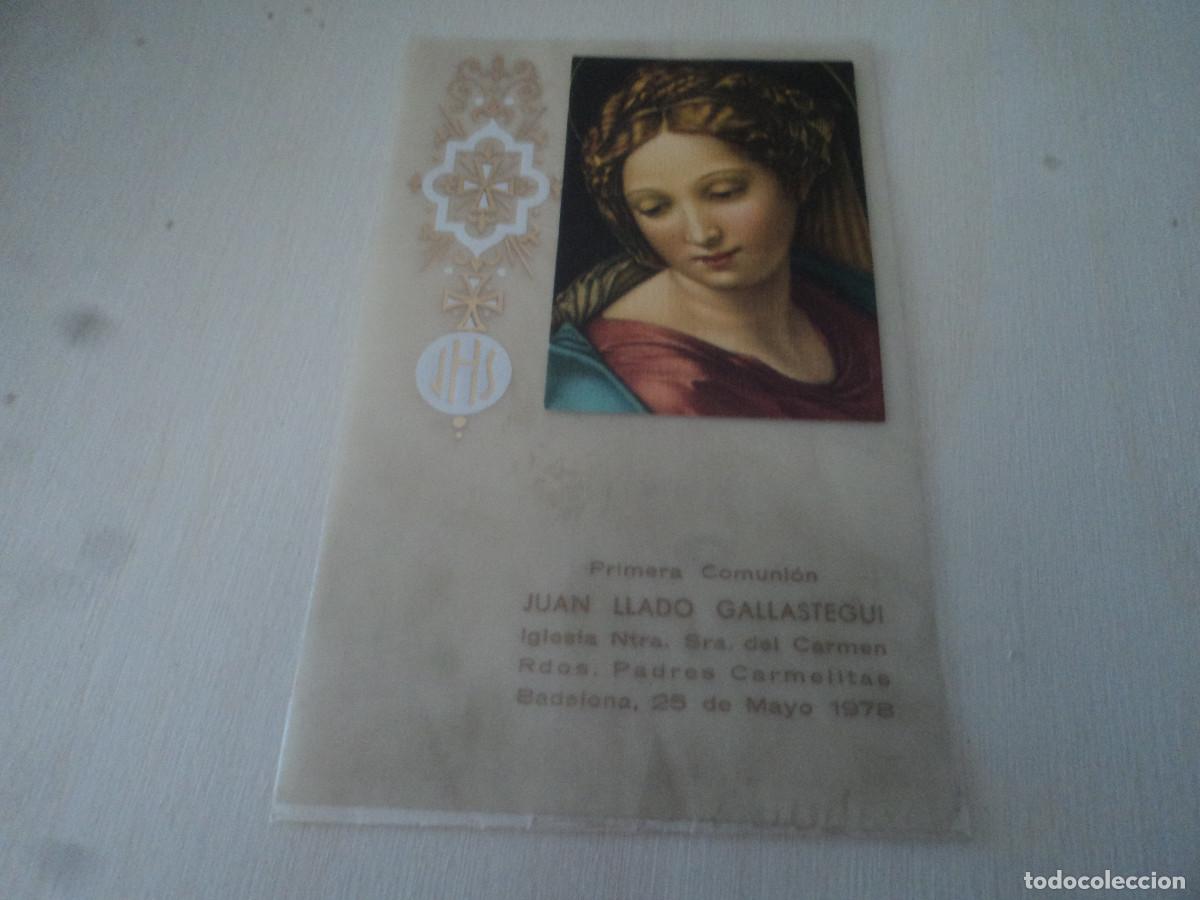 JHS
Primera Comunión
JUAN LLADO GALLASTEGUI
Iglesia Ntra. Sra. del Carmen
Rdos. Padres Carmelitas
Badalona, 25 de Mayo 1978
todocoleccion